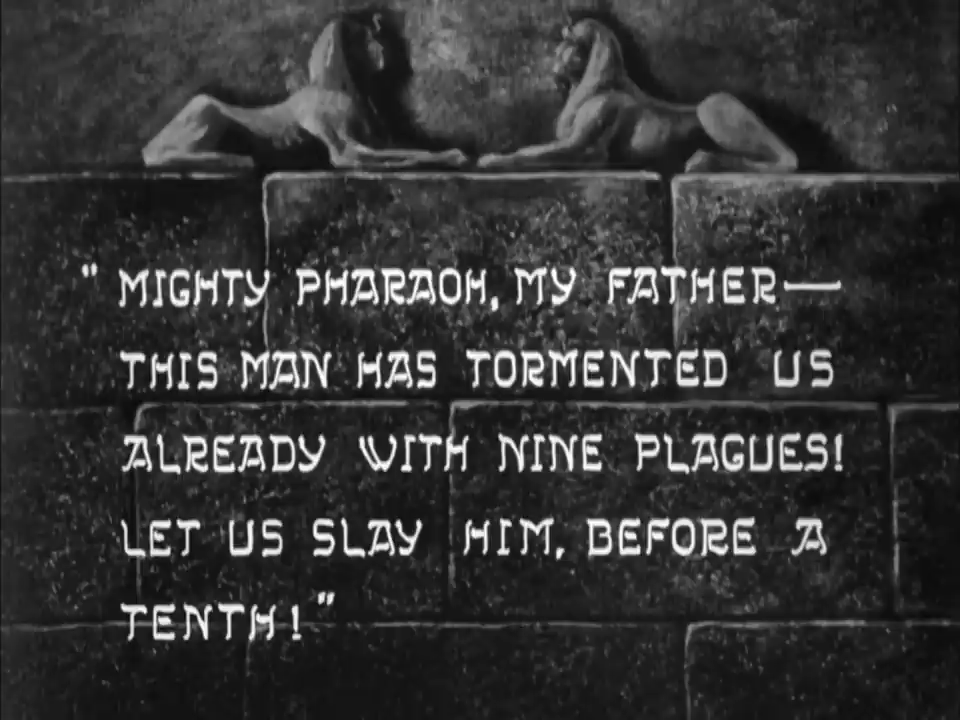 "MIGHTY PHARAOH, MY FATHER—
THIS MAN HAS TORMENTED US
ALREADY WITH NINE PLAGUES!
LET US SLAY HIM, BEFORE A
TENTH!"